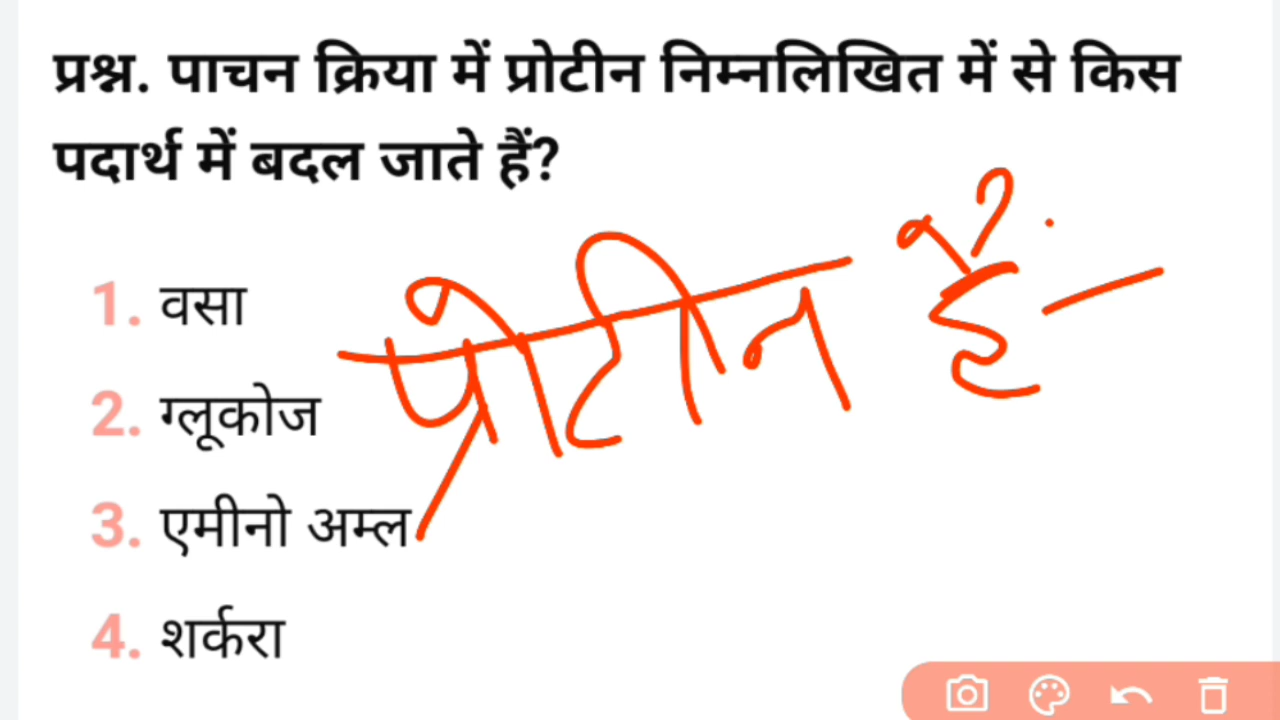 प्रश्न. पाचन क्रिया में प्रोटीन निम्नलिखित में से किस
पदार्थ में बदल जाते हैं?
प्रोटीन हैं?
1. वसा
2. ग्लूकोज
3. एमीनो अम्ल
4. शर्करा